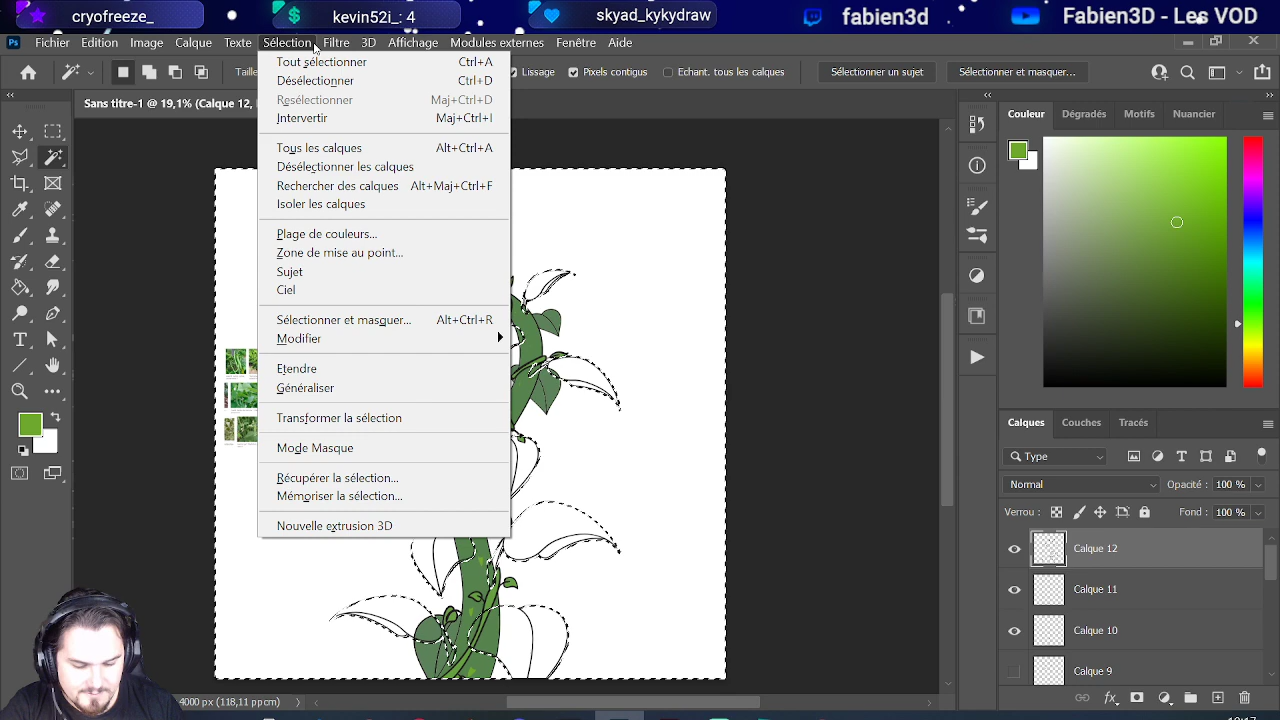 cryofreeze_
kevin52i_: 4
skyad_kykydraw
fabien3d
Fabien3D - Les VOD
Ps Fichier Edition Image Calque Texte Sélection Filtre 3D Affichage Modules externes Fenêtre Aide
Lissage Pixels contigus Echant. tous les calques Sélectionner un sujet Sélectionner et masquer...
Sans titre-1 @ 19,1% (Calque 12,
Tout sélectionner Ctrl+A
Désélectionner Ctrl+D
Resélectionner Maj+Ctrl+D
Intervertir Maj+Ctrl+I
Tous les calques Alt+Ctrl+A
Désélectionner les calques
Rechercher des calques Alt+Maj+Ctrl+F
Isoler les calques
Plage de couleurs...
Zone de mise au point...
Sujet
Ciel
Sélectionner et masquer... Alt+Ctrl+R
Modifier
Etendre
Généraliser
Transformer la sélection
Mode Masque
Récupérer la sélection...
Mémoriser la sélection...
Nouvelle extrusion 3D
Couleur Dégradés Motifs Nuancier
Calques Couches Tracés
Type
Normal Opacité : 100 %
Verrou : Fond : 100 %
Calque 12
Calque 11
Calque 10
Calque 9
4000 px (118,11 ppcm)